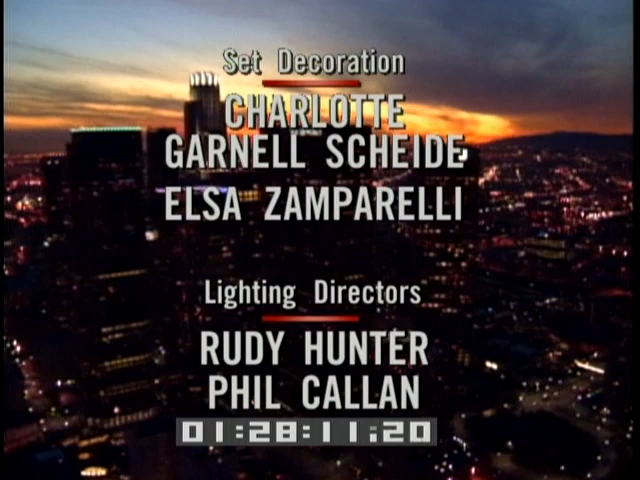 Set Decoration
CHARLOTTE
GARNELL SCHEIDE
ELSA ZAMPARELLI
Lighting Directors
RUDY HUNTER
PHIL CALLAN
01:28:11;20